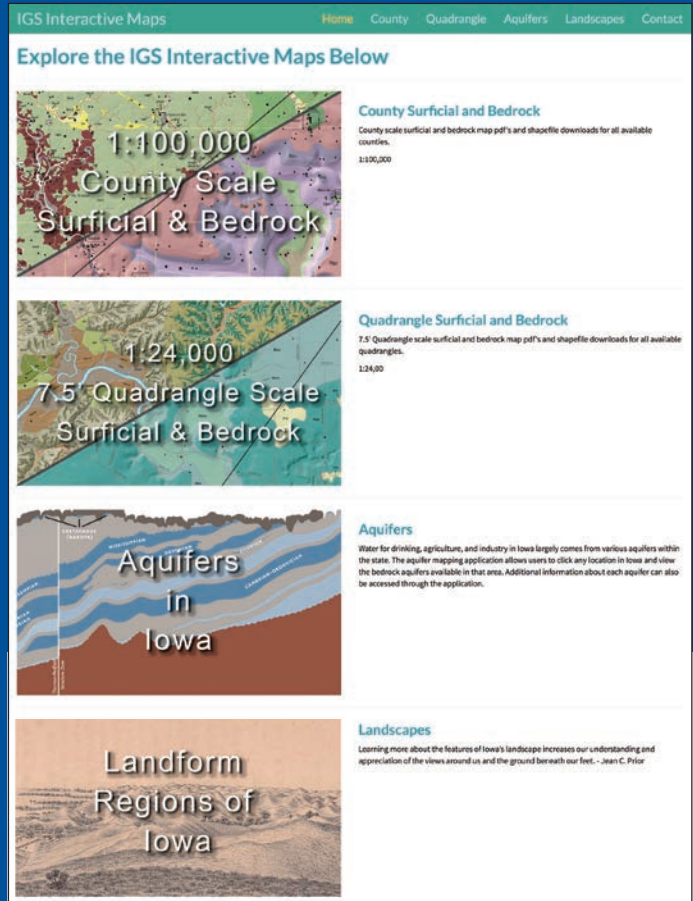 IGS Interactive Maps
Home County Quadrangle Aquifers Landscapes Contact
Explore the IGS Interactive Maps Below
1:100,000
County Scale
Surficial & Bedrock
County Surficial and Bedrock
County scale surficial and bedrock map pdf's and shapefile downloads for all available
counties.
1:100,000
1:24,000
7.5' Quadrangle Scale
Surficial & Bedrock
Quadrangle Surficial and Bedrock
7.5' Quadrangle scale surficial and bedrock map pdf's and shapefile downloads for all available
quadrangles.
1:24,00
CRETACEOUS
(DAKOTA)
MISSISSIPPIAN
CAMBRIAN-ORDOVICIAN
Aquifers
in
Iowa
Aquifers
Water for drinking, agriculture, and industry in Iowa largely comes from various aquifers within
the state. The aquifer mapping application allows users to click any location in Iowa and view
the bedrock aquifers available in that area. Additional information about each aquifer can also
be accessed through the application.
Landform
Regions of
Iowa
Landscapes
Learning more about the features of Iowa's landscape increases our understanding and
appreciation of the views around us and the ground beneath our feet. - Jean C. Prior